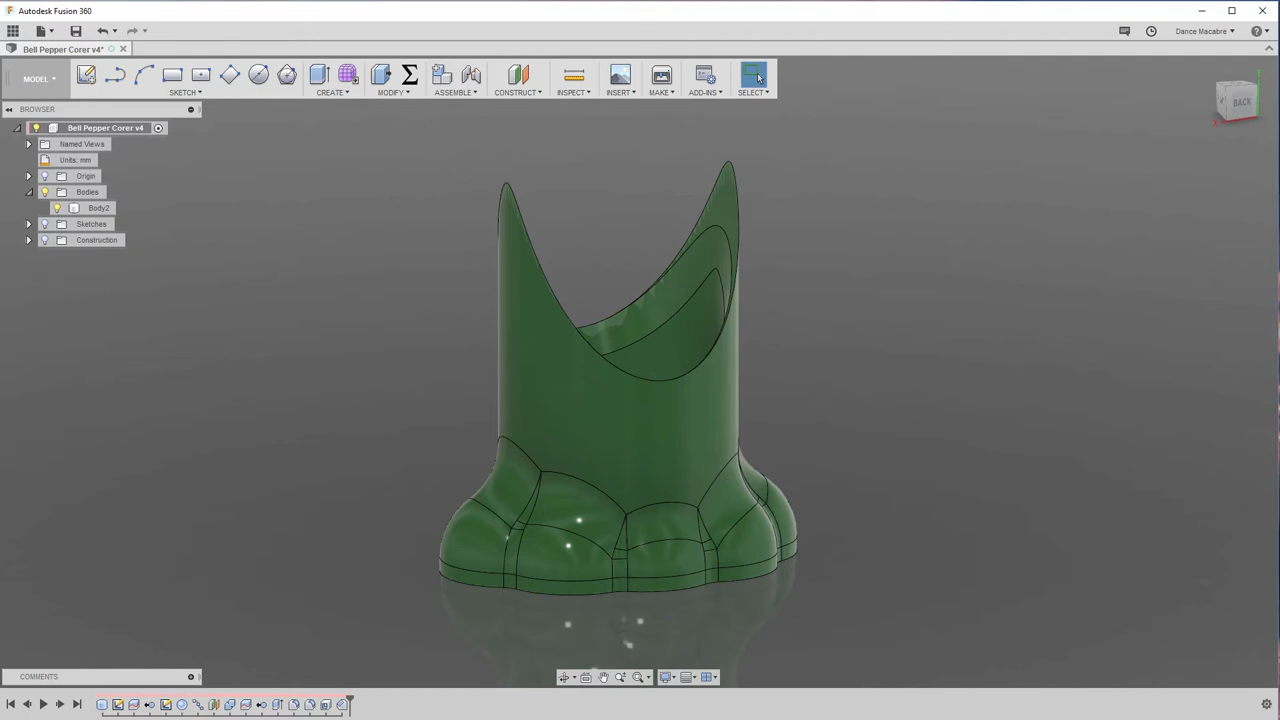 Autodesk Fusion 360
Dance Macabre
Bell Pepper Corer v4*
MODEL
SKETCH
CREATE
MODIFY
ASSEMBLE
CONSTRUCT
INSPECT
INSERT
MAKE
ADD-INS
SELECT
BACK
X
BROWSER
Bell Pepper Corer v4
Named Views
Units: mm
Origin
Bodies
Body2
Sketches
Construction
COMMENTS